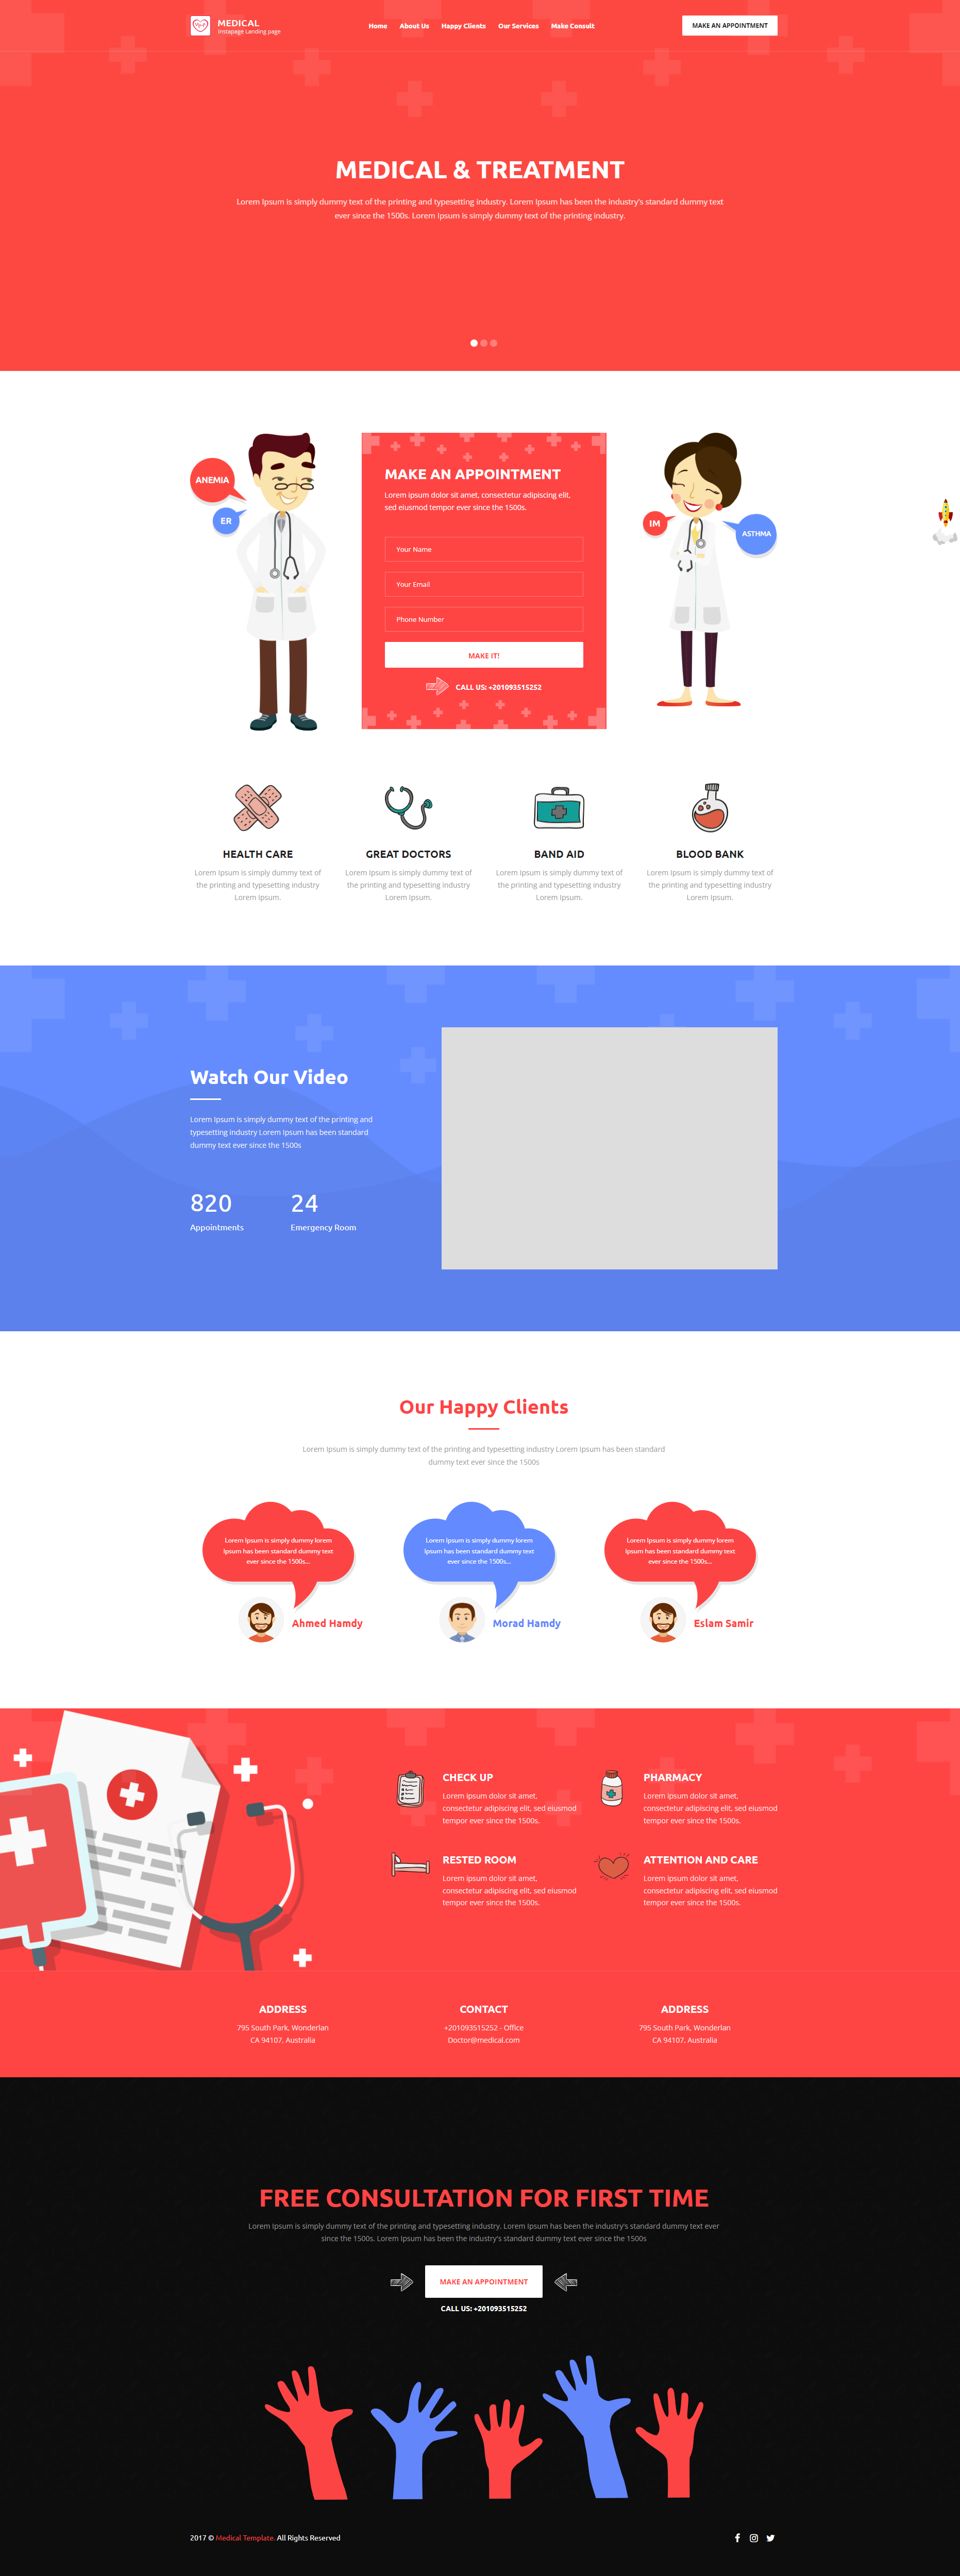 MEDICAL
Instapage Landing page
Home About Us Happy Clients Our Services Make Consult
MAKE AN APPOINTMENT
MEDICAL & TREATMENT
Lorem Ipsum is simply dummy text of the printing and typesetting industry. Lorem Ipsum has been the industry's standard dummy text
ever since the 1500s. Lorem Ipsum is simply dummy text of the printing industry.
ANEMIA
ER
MAKE AN APPOINTMENT
Lorem ipsum dolor sit amet, consectetur adipiscing elit,
sed eiusmod tempor ever since the 1500s.
Your Name
Your Email
Phone Number
MAKE IT!
CALL US: +201093515252
IM
ASTHMA
HEALTH CARE
Lorem Ipsum is simply dummy text of
the printing and typesetting industry
Lorem Ipsum.
GREAT DOCTORS
Lorem Ipsum is simply dummy text of
the printing and typesetting industry
Lorem Ipsum.
BAND AID
Lorem Ipsum is simply dummy text of
the printing and typesetting industry
Lorem Ipsum.
BLOOD BANK
Lorem Ipsum is simply dummy text of
the printing and typesetting industry
Lorem Ipsum.
Watch Our Video
Lorem Ipsum is simply dummy text of the printing and
typesetting industry Lorem Ipsum has been standard
dummy text ever since the 1500s
820
Appointments
24
Emergency Room
Our Happy Clients
Lorem Ipsum is simply dummy text of the printing and typesetting industry Lorem Ipsum has been standard
dummy text ever since the 1500s
Lorem Ipsum is simply dummy lorem
Ipsum has been standard dummy text
ever since the 1500s...
Ahmed Hamdy
Lorem Ipsum is simply dummy lorem
Ipsum has been standard dummy text
ever since the 1500s...
Morad Hamdy
Lorem Ipsum is simply dummy lorem
Ipsum has been standard dummy text
ever since the 1500s...
Eslam Samir
CHECK UP
Lorem ipsum dolor sit amet,
consectetur adipiscing elit, sed eiusmod
tempor ever since the 1500s.
PHARMACY
Lorem ipsum dolor sit amet,
consectetur adipiscing elit, sed eiusmod
tempor ever since the 1500s.
RESTED ROOM
Lorem ipsum dolor sit amet,
consectetur adipiscing elit, sed eiusmod
tempor ever since the 1500s.
ATTENTION AND CARE
Lorem ipsum dolor sit amet,
consectetur adipiscing elit, sed eiusmod
tempor ever since the 1500s.
ADDRESS
795 South Park, Wonderlan
CA 94107, Australia
CONTACT
+201093515252 - Office
Doctor@medical.com
ADDRESS
795 South Park, Wonderlan
CA 94107, Australia
FREE CONSULTATION FOR FIRST TIME
Lorem Ipsum is simply dummy text of the printing and typesetting industry. Lorem Ipsum has been the industry's standard dummy text ever
since the 1500s. Lorem Ipsum has been the industry's standard dummy text ever since the 1500s
MAKE AN APPOINTMENT
CALL US: +201093515252
2017 © Medical Template. All Rights Reserved